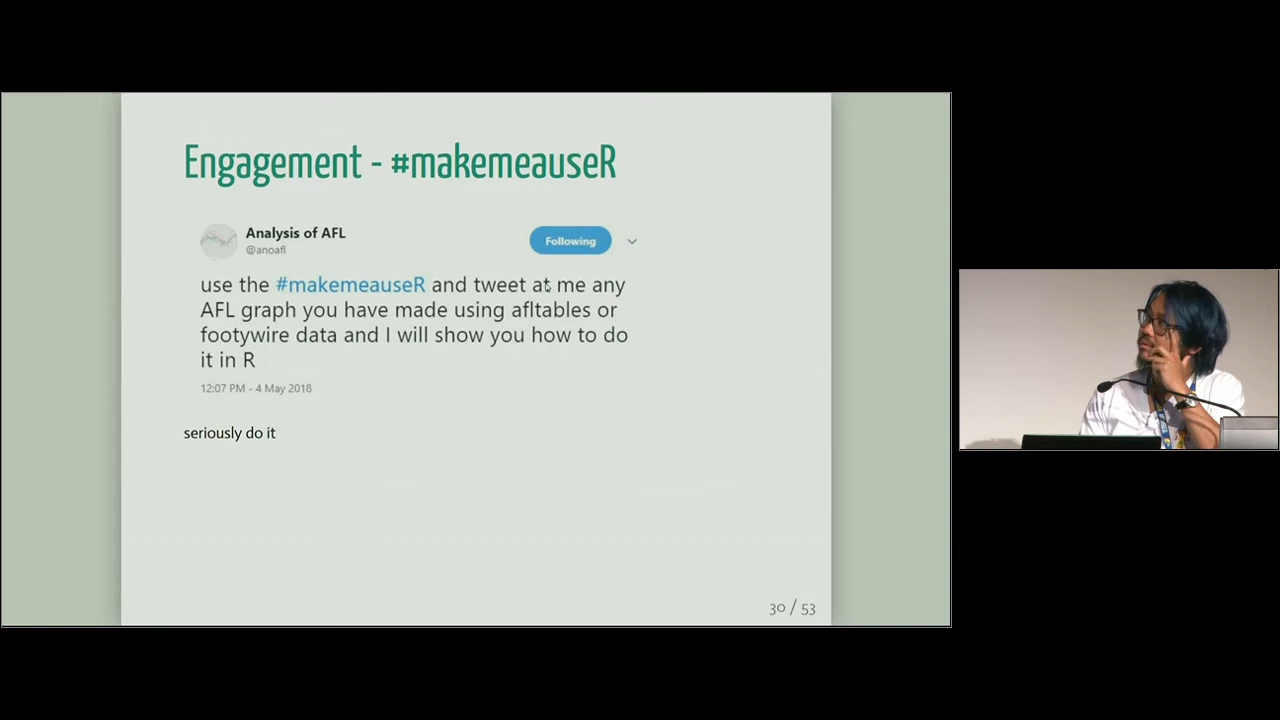 Engagement - #makemeauseR
Analysis of AFL
@anoafl
Following
use the #makemeauseR and tweet at me any
AFL graph you have made using afltables or
footywire data and I will show you how to do
it in R
12:07 PM - 4 May 2018
seriously do it
30 / 53